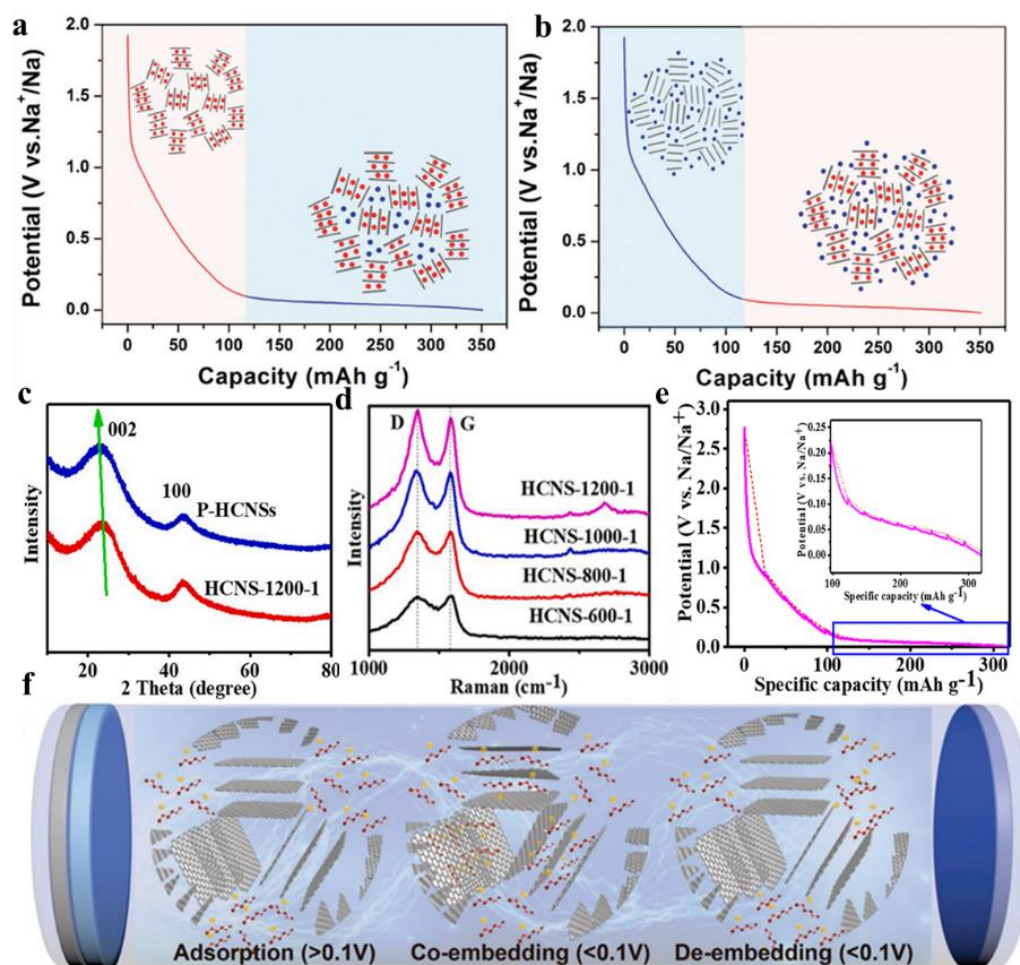 a
Potential (V vs.Na⁺/Na)
2.0
1.5
1.0
0.5
0.0
0 50 100 150 200 250 300 350
Capacity (mAh g⁻¹)
b
Potential (V vs.Na⁺/Na)
2.0
1.5
1.0
0.5
0.0
0 50 100 150 200 250 300 350
Capacity (mAh g⁻¹)
c
Intensity
002
100
P-HCNSs
HCNS-1200-1
20 40 60 80
2 Theta (degree)
d
Intensity
D G
HCNS-1200-1
HCNS-1000-1
HCNS-800-1
HCNS-600-1
1000 2000 3000
Raman (cm⁻¹)
e
Potential (V vs. Na/Na⁺)
3.0
2.5
2.0
1.5
1.0
0.5
0.0
0 100 200 300
Specific capacity (mAh g⁻¹)
Potential (V vs. Na/Na⁺)
0.25
0.20
0.15
0.10
0.05
0.00
100 200 300
Specific capacity (mAh g⁻¹)
f
Adsorption (>0.1V) Co-embedding (<0.1V) De-embedding (<0.1V)